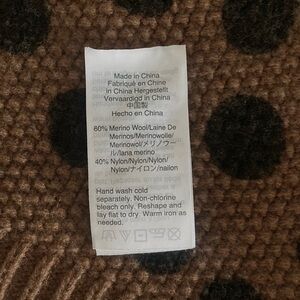 Made in China
Fabriqué en Chine
in China Hergestellt
Vervaardigd in China
中国製
Hecho en China
60% Merino Wool/Laine De
Merinos/Merinowolle/
Merinowol/メリノウー
ル/lana merino
40% Nylon/Nylon/Nylon/
Nylon/ナイロン/nailon
Hand wash cold
separately. Non-chlorine
bleach only. Reshape and
lay flat to dry. Warm iron as
needed.